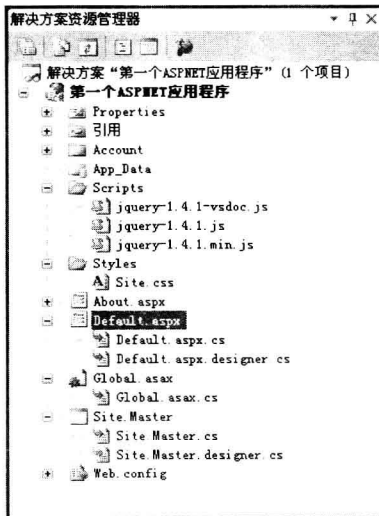 解决方案资源管理器
解决方案“第一个ASPNET应用程序”(1 个项目)
第一个ASPNET应用程序
Properties
引用
Account
App_Data
Scripts
jquery-1.4.1-vsdoc.js
jquery-1.4.1.js
jquery-1.4.1.min.js
Styles
Site.css
About.aspx
Default.aspx
Default.aspx.cs
Default.aspx.designer.cs
Global.asax
Global.asax.cs
Site.Master
Site.Master.cs
Site.Master.designer.cs
Web.config